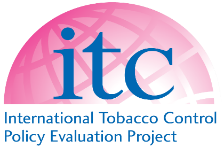 itc
International Tobacco Control
Policy Evaluation Project